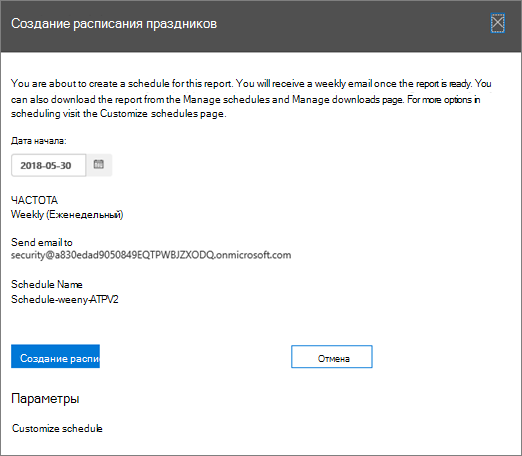 Создание расписания праздников
You are about to create a schedule for this report. You will receive a weekly email once the report is ready. You
can also download the report from the Manage schedules and Manage downloads page. For more options in
scheduling visit the Customize schedules page.
Дата начала:
2018-05-30
ЧАСТОТА
Weekly (Еженедельный)
Send email to
security@a830edad9050849EQTPWBJZXODQ.onmicrosoft.com
Schedule Name
Schedule-weeny-ATPV2
Создание распис
Отмена
Параметры
Customize schedule